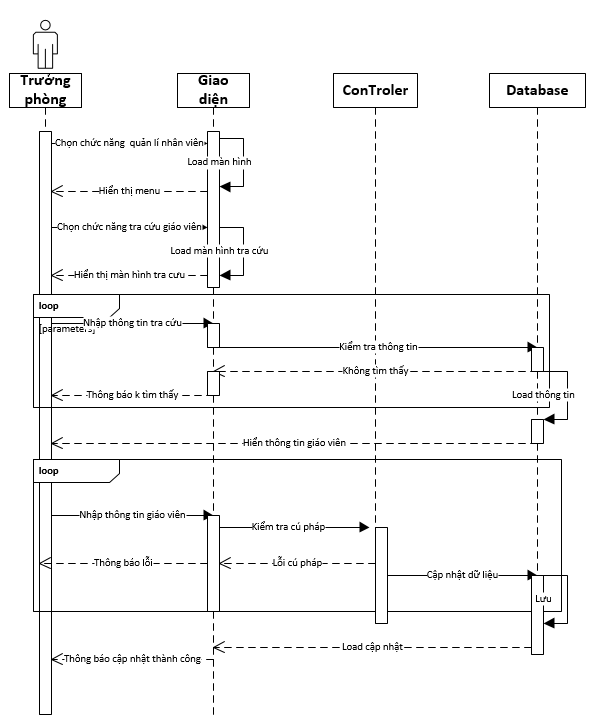 Trưởng
phòng
Giao
diện
ConTroler
Database
Chọn chức năng quản lí nhân viên
Load màn hình
Hiển thị menu
Chọn chức năng tra cứu giáo viên
Load màn hình tra cứu
Hiển thị màn hình tra cưu
loop
[parameters]
Nhập thông tin tra cứu
Kiểm tra thông tin
Không tìm thấy
Thông báo k tìm thấy
Load thông tin
Hiển thông tin giáo viên
loop
Nhập thông tin giáo viên
Kiểm tra cú pháp
Thông báo lỗi
Lỗi cú pháp
Cập nhật dữ liệu
Lưu
Load cập nhật
Thông báo cập nhật thành công